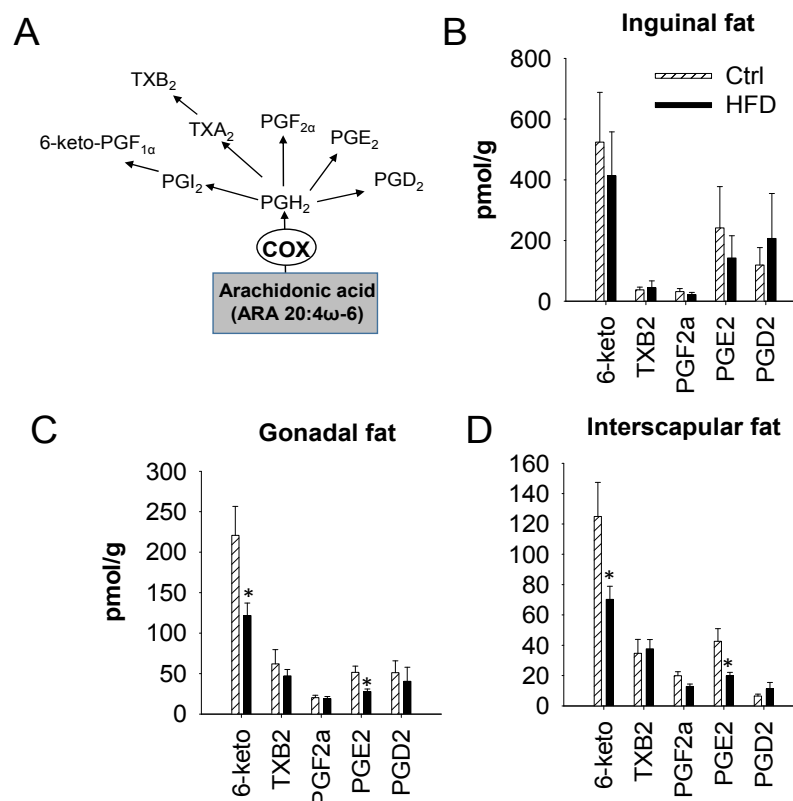 A
TXB₂
TXA₂
PGF₂α
PGE₂
6-keto-PGF₁α
PGI₂
PGH₂
PGD₂
COX
Arachidonic acid
(ARA 20:4ω-6)
B
Inguinal fat
Ctrl
HFD
pmol/g
800
600
400
200
0
6-keto
TXB2
PGF2a
PGE2
PGD2
C
Gonadal fat
pmol/g
300
250
200
150
100
50
0
*
*
6-keto
TXB2
PGF2a
PGE2
PGD2
D
Interscapular fat
160
140
120
100
80
60
40
20
0
*
*
6-keto
TXB2
PGF2a
PGE2
PGD2